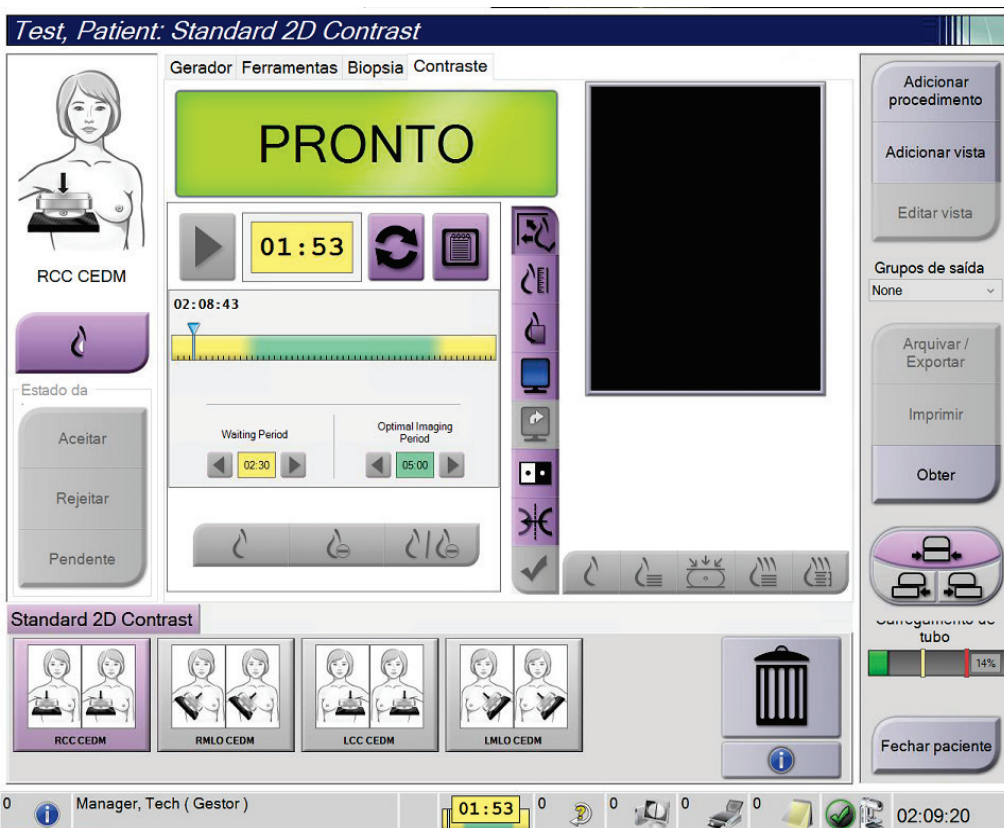 Test, Patient: Standard 2D Contrast
Gerador Ferramentas Biopsia Contraste
PRONTO
01:53
02:08:43
Waiting Period
Optimal Imaging
Period
02:30
05:00
RCC CEDM
Estado da
Aceitar
Rejeitar
Pendente
Adicionar
procedimento
Adicionar vista
Editar vista
Grupos de saída
None
Arquivar /
Exportar
Imprimir
Obter
tubo
14%
Fechar paciente
Standard 2D Contrast
RCC CEDM
RMLO CEDM
LCC CEDM
LMLO CEDM
0
Manager, Tech ( Gestor )
01:53
0
0
0
0
02:09:20